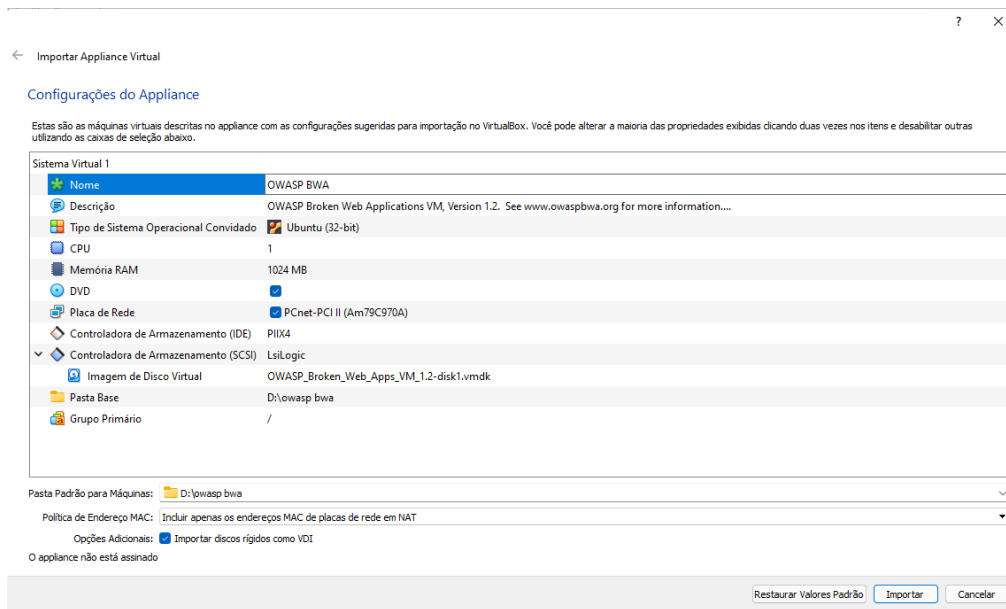 ?
Importar Appliance Virtual
Configurações do Appliance
Estas são as máquinas virtuais descritas no appliance com as configurações sugeridas para importação no VirtualBox. Você pode alterar a maioria das propriedades exibidas clicando duas vezes nos itens e desabilitar outras
utilizando as caixas de seleção abaixo.
Sistema Virtual 1
Nome OWASP BWA
Descrição OWASP Broken Web Applications VM, Version 1.2. See www.owaspbwa.org for more information....
Tipo de Sistema Operacional Convidado Ubuntu (32-bit)
CPU 1
Memória RAM 1024 MB
DVD
Placa de Rede PCnet-PCI II (Am79C970A)
Controladora de Armazenamento (IDE) PIIX4
Controladora de Armazenamento (SCSI) LsiLogic
Imagem de Disco Virtual OWASP_Broken_Web_Apps_VM_1.2-disk1.vmdk
Pasta Base D:\owasp bwa
Grupo Primário /
Pasta Padrão para Máquinas: D:\owasp bwa
Política de Endereço MAC: Incluir apenas os endereços MAC de placas de rede em NAT
Opções Adicionais: Importar discos rígidos como VDI
O appliance não está assinado
Restaurar Valores Padrão Importar Cancelar